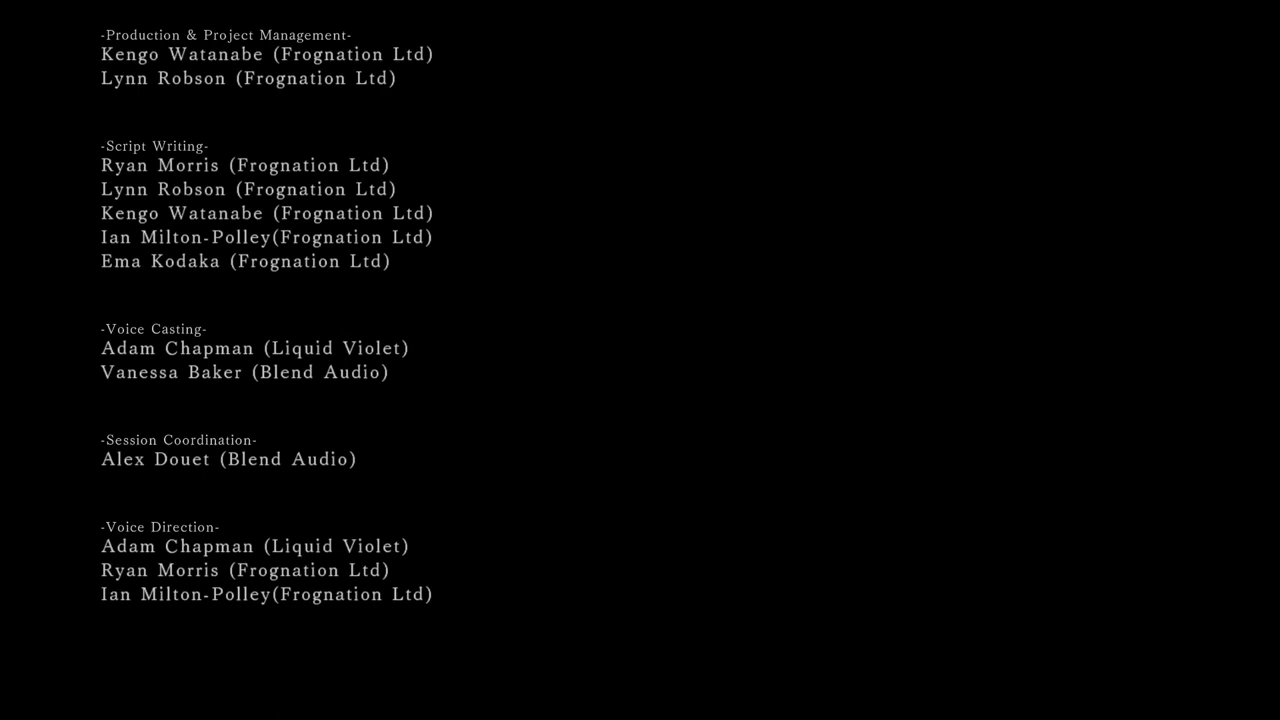 -Production & Project Management-
Kengo Watanabe (Frognation Ltd)
Lynn Robson (Frognation Ltd)
-Script Writing-
Ryan Morris (Frognation Ltd)
Lynn Robson (Frognation Ltd)
Kengo Watanabe (Frognation Ltd)
Ian Milton-Polley(Frognation Ltd)
Ema Kodaka (Frognation Ltd)
-Voice Casting-
Adam Chapman (Liquid Violet)
Vanessa Baker (Blend Audio)
-Session Coordination-
Alex Douet (Blend Audio)
-Voice Direction-
Adam Chapman (Liquid Violet)
Ryan Morris (Frognation Ltd)
Ian Milton-Polley(Frognation Ltd)